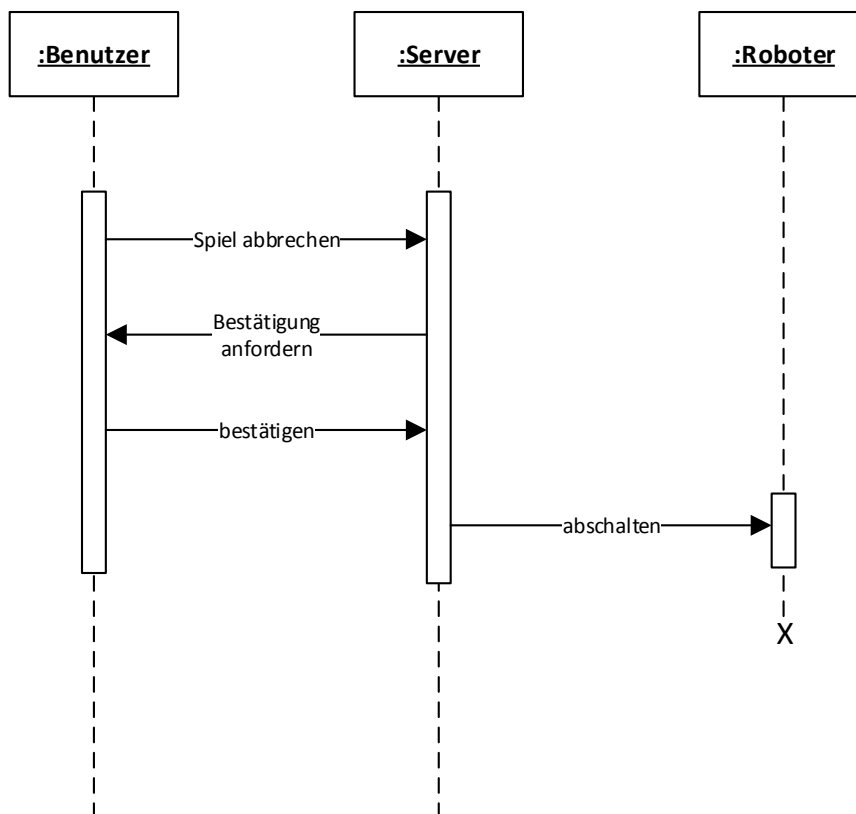 :Benutzer
:Server
:Roboter
Spiel abbrechen
Bestätigung
anfordern
bestätigen
abschalten
X